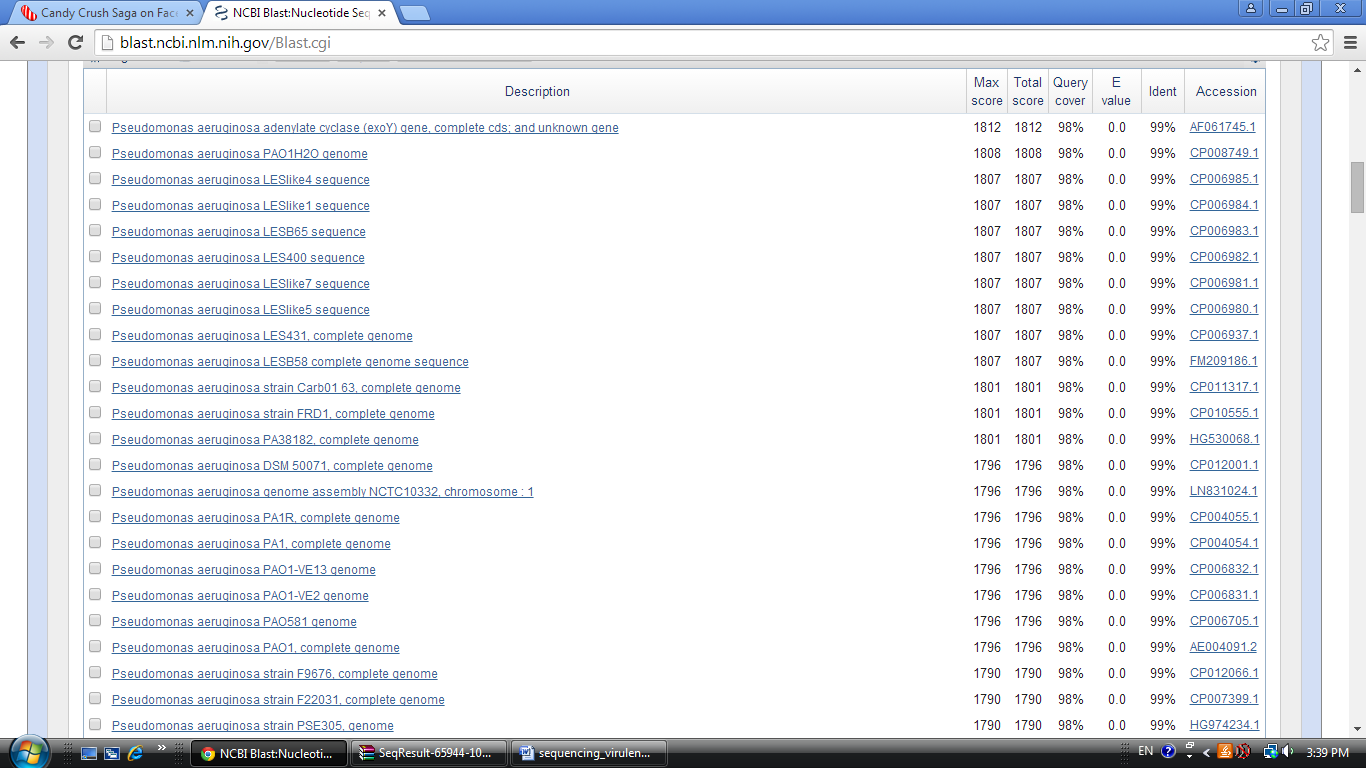 Candy Crush Saga on Fac
NCBI Blast:Nucleotide Seq
blast.ncbi.nlm.nih.gov/Blast.cgi
Description Max score Total score Query cover E value Ident Accession
Pseudomonas aeruginosa adenylate cyclase (exoY) gene, complete cds; and unknown gene 1812 1812 98% 0.0 99% AF061745.1
Pseudomonas aeruginosa PAO1H2O genome 1808 1808 98% 0.0 99% CP008749.1
Pseudomonas aeruginosa LESlike4 sequence 1807 1807 98% 0.0 99% CP006985.1
Pseudomonas aeruginosa LESlike1 sequence 1807 1807 98% 0.0 99% CP006984.1
Pseudomonas aeruginosa LESB65 sequence 1807 1807 98% 0.0 99% CP006983.1
Pseudomonas aeruginosa LES400 sequence 1807 1807 98% 0.0 99% CP006982.1
Pseudomonas aeruginosa LESlike7 sequence 1807 1807 98% 0.0 99% CP006981.1
Pseudomonas aeruginosa LESlike5 sequence 1807 1807 98% 0.0 99% CP006980.1
Pseudomonas aeruginosa LES431, complete genome 1807 1807 98% 0.0 99% CP006937.1
Pseudomonas aeruginosa LESB58 complete genome sequence 1807 1807 98% 0.0 99% FM209186.1
Pseudomonas aeruginosa strain Carb01 63, complete genome 1801 1801 98% 0.0 99% CP011317.1
Pseudomonas aeruginosa strain FRD1, complete genome 1801 1801 98% 0.0 99% CP010555.1
Pseudomonas aeruginosa PA38182, complete genome 1801 1801 98% 0.0 99% HG530068.1
Pseudomonas aeruginosa DSM 50071, complete genome 1796 1796 98% 0.0 99% CP012001.1
Pseudomonas aeruginosa genome assembly NCTC10332, chromosome : 1 1796 1796 98% 0.0 99% LN831024.1
Pseudomonas aeruginosa PA1R, complete genome 1796 1796 98% 0.0 99% CP004055.1
Pseudomonas aeruginosa PA1, complete genome 1796 1796 98% 0.0 99% CP004054.1
Pseudomonas aeruginosa PAO1-VE13 genome 1796 1796 98% 0.0 99% CP006832.1
Pseudomonas aeruginosa PAO1-VE2 genome 1796 1796 98% 0.0 99% CP006831.1
Pseudomonas aeruginosa PAO581 genome 1796 1796 98% 0.0 99% CP006705.1
Pseudomonas aeruginosa PAO1, complete genome 1796 1796 98% 0.0 99% AE004091.2
Pseudomonas aeruginosa strain F9676, complete genome 1790 1790 98% 0.0 99% CP012066.1
Pseudomonas aeruginosa strain F22031, complete genome 1790 1790 98% 0.0 99% CP007399.1
Pseudomonas aeruginosa strain PSE305, genome 1790 1790 98% 0.0 99% HG974234.1
NCBI Blast:Nucleoti... SeqResult-65944-10... sequencing_virulen... EN 3:39 PM